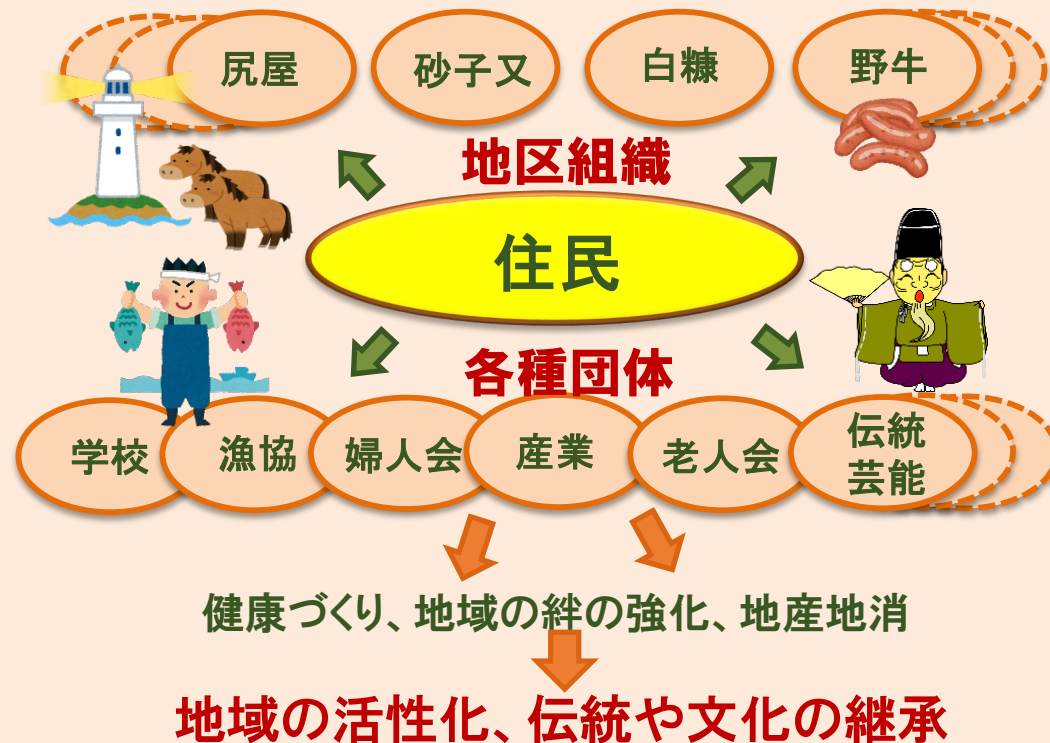 尻屋
砂子又
白糠
野牛
地区組織
住民
各種団体
学校
漁協
婦人会
産業
老人会
伝統
芸能
健康づくり、地域の絆の強化、地産地消
地域の活性化、伝統や文化の継承